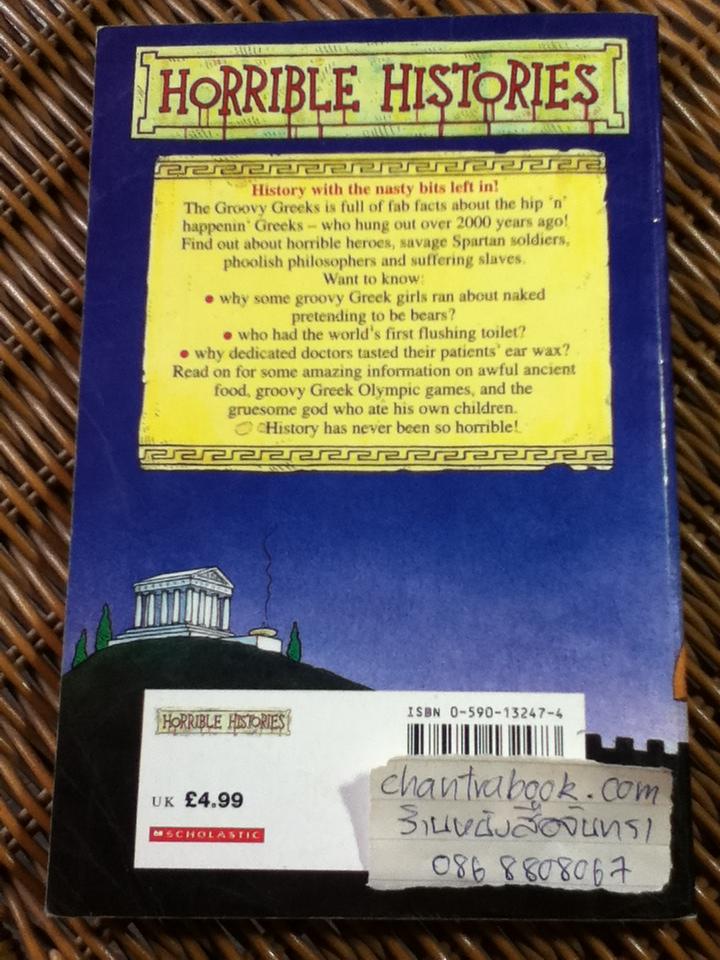 HORRIBLE HISTORIES
History with the nasty bits left in!
The Groovy Greeks is full of fab facts about the hip 'n'
happenin' Greeks – who hung out over 2000 years ago!
Find out about horrible heroes, savage Spartan soldiers,
phoolish philosophers and suffering slaves.
Want to know:
• why some groovy Greek girls ran about naked
pretending to be bears?
• who had the world's first flushing toilet?
• why dedicated doctors tasted their patients' ear wax?
Read on for some amazing information on awful ancient
food, groovy Greek Olympic games, and the
gruesome god who ate his own children.
History has never been so horrible!
HORRIBLE HISTORIES
ISBN 0-590-13247-4
UK £4.99
SCHOLASTIC
chantrabook.com
ร้านหนังสือจันทรา
086 8808067